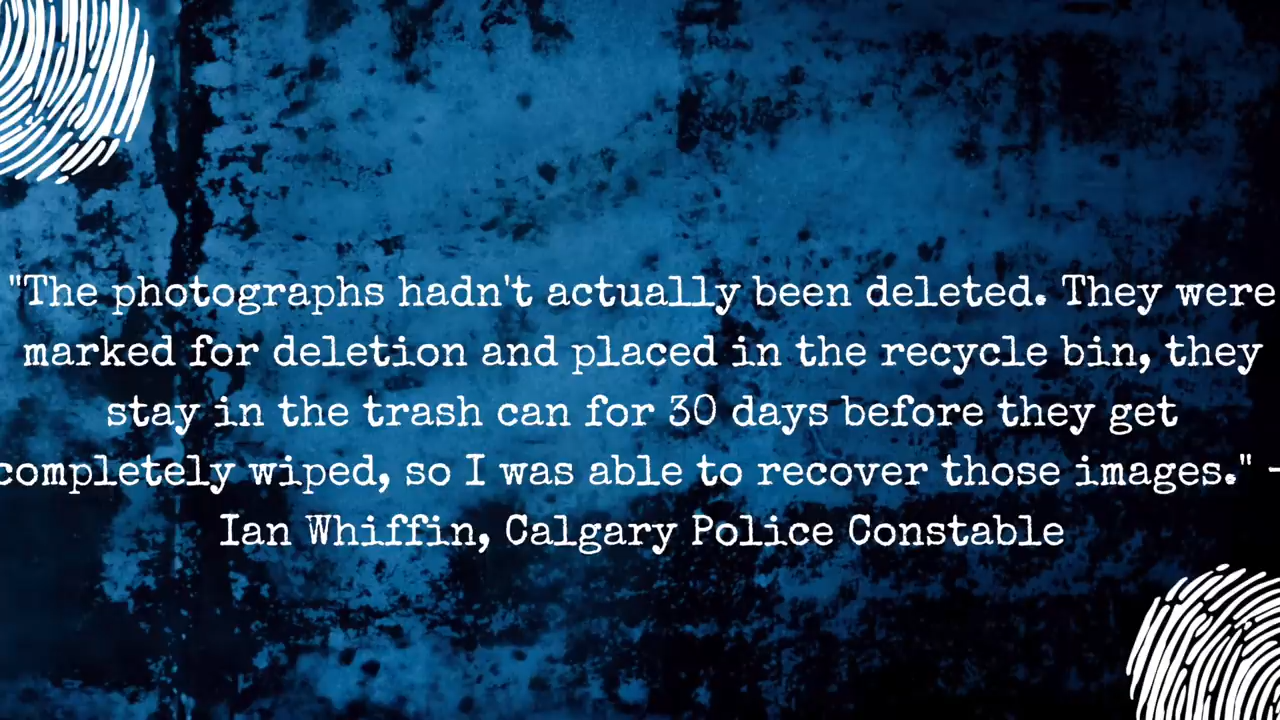 "The photographs hadn't actually been deleted. They were
marked for deletion and placed in the recycle bin, they
stay in the trash can for 30 days before they get
completely wiped, so I was able to recover those images." -
Ian Whiffin, Calgary Police Constable